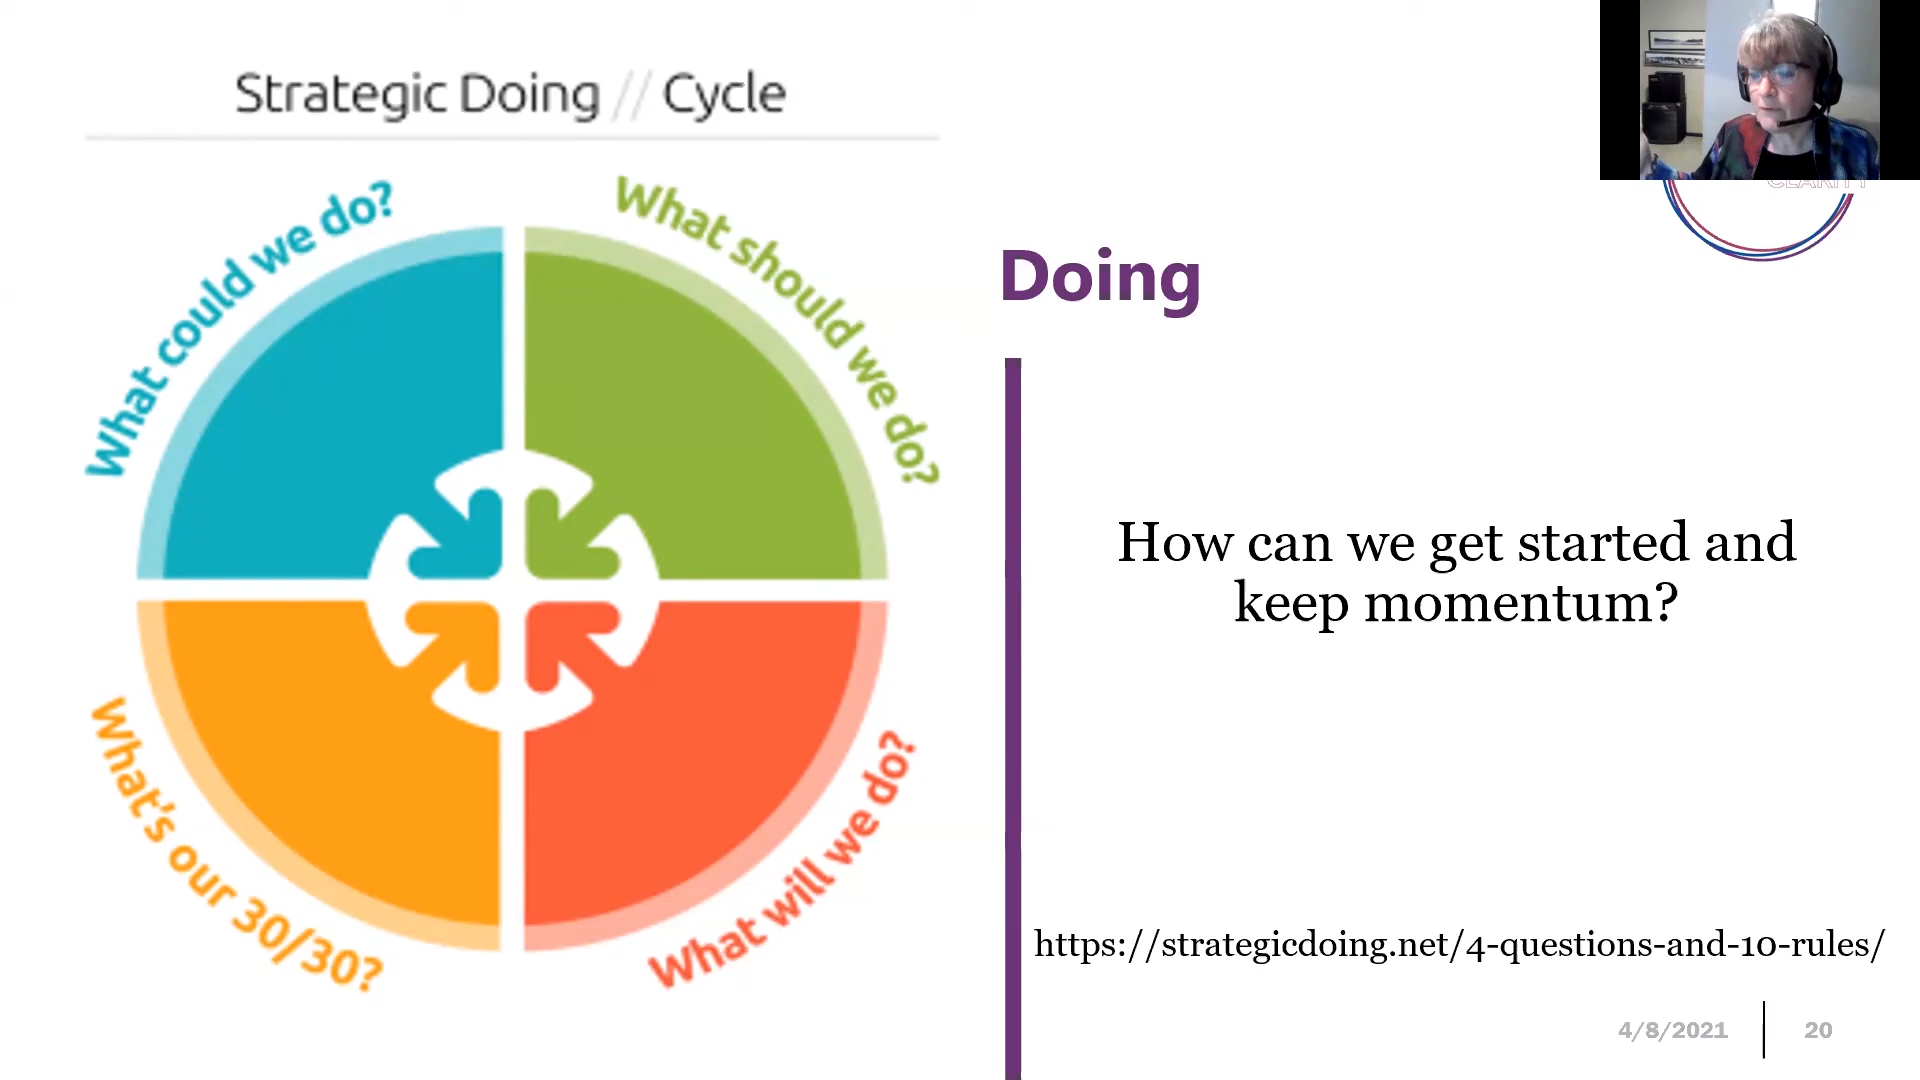 Strategic Doing // Cycle
What could we do?
What should we do?
What's our 30/30?
What will we do?
CLARITY
Doing
How can we get started and
keep momentum?
https://strategicdoing.net/4-questions-and-10-rules/
4/8/2021
20